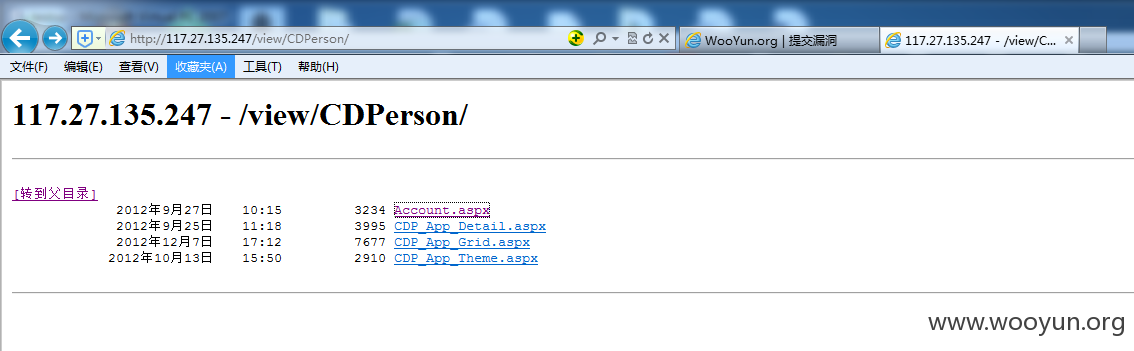 http://117.27.135.247/view/CDPerson/
WooYun.org | 提交漏洞
117.27.135.247 - /view/C...
文件(F) 编辑(E) 查看(V) 收藏夹(A) 工具(T) 帮助(H)
117.27.135.247 - /view/CDPerson/
[转到父目录]
2012年9月27日 10:15 3234 Account.aspx
2012年9月25日 11:18 3995 CDP_App_Detail.aspx
2012年12月7日 17:12 7677 CDP_App_Grid.aspx
2012年10月13日 15:50 2910 CDP_App_Theme.aspx
www.wooyun.org